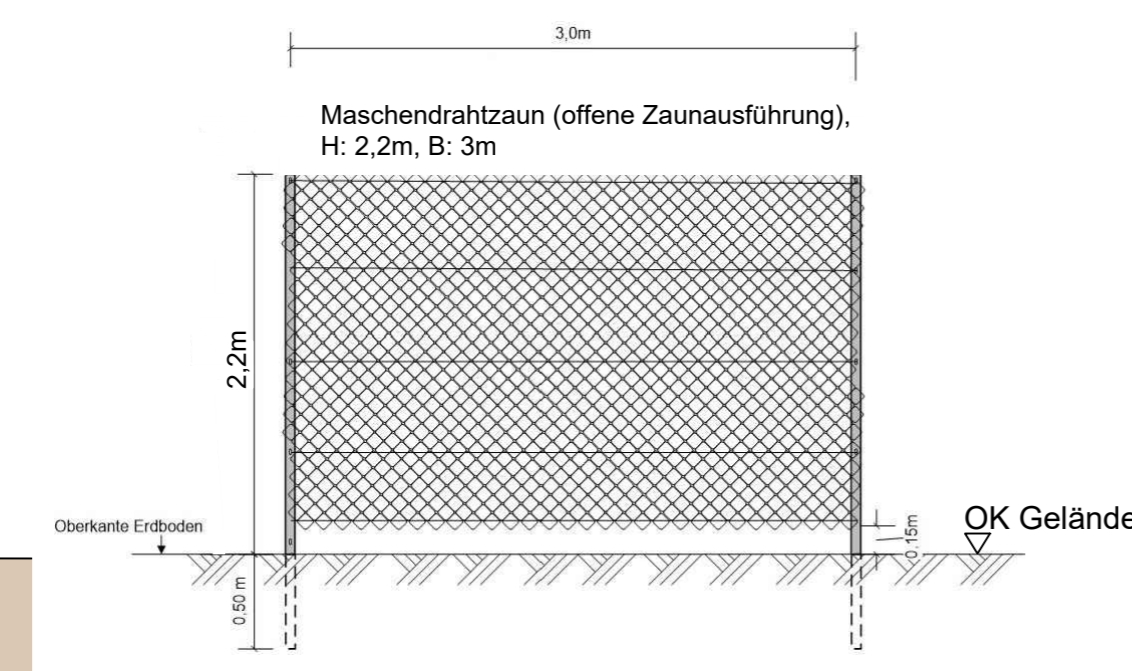 3,0m
Maschendrahtzaun (offene Zaunausführung),
H: 2,2m, B: 3m
2,2m
Oberkante Erdboden
OK Gelände
0,15m
0,50 m